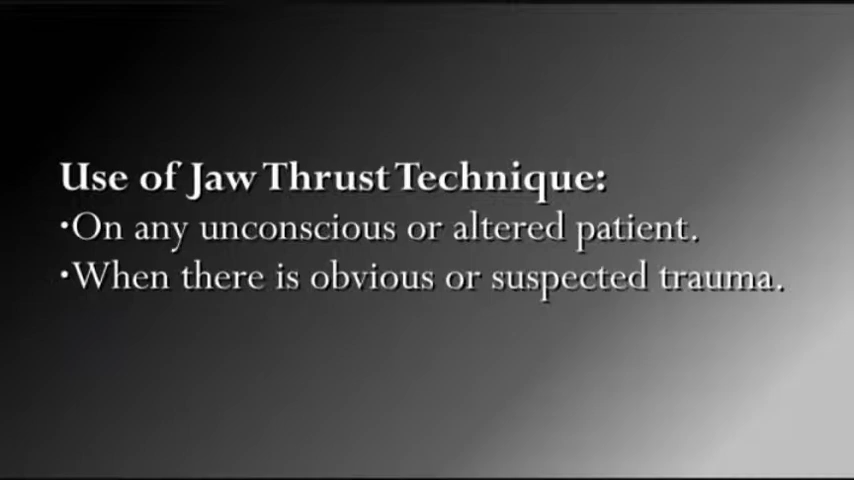 Use of Jaw Thrust Technique:
•On any unconscious or altered patient.
•When there is obvious or suspected trauma.